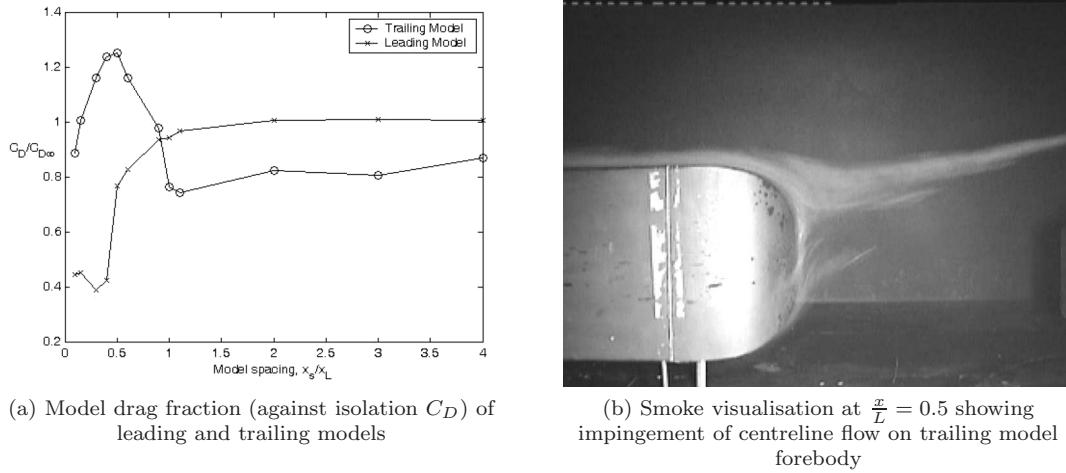 Trailing Model
Leading Model
1.4
1.2
1
0.8
0.6
0.4
0.2
C_D/C_{D∞}
0 0.5 1 1.5 2 2.5 3 3.5 4
Model spacing, x_s/x_L
(a) Model drag fraction (against isolation C_D) of
leading and trailing models
(b) Smoke visualisation at x/L = 0.5 showing
impingement of centreline flow on trailing model
forebody